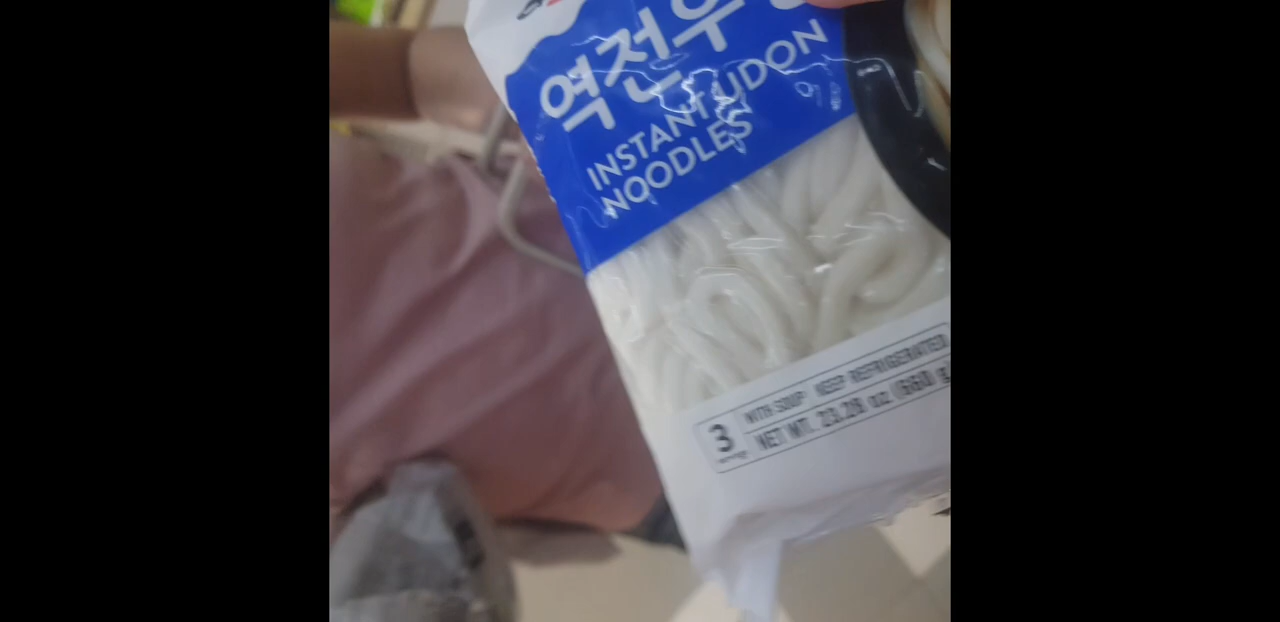 역전우
INSTANT UDON
NOODLES
3
WITH SOUP KEEP REFRIGERATED
NET WT. 23.28 oz (660 g)